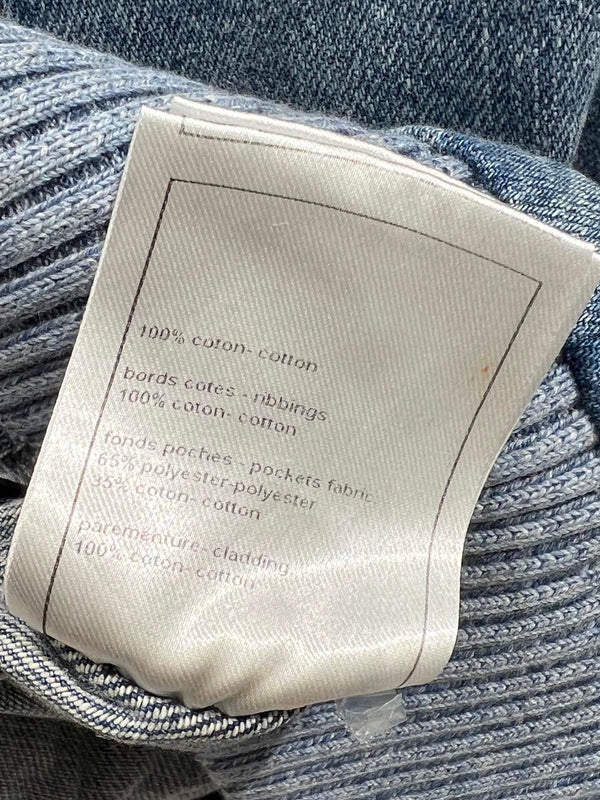 100% coton- cotton
bords cotes - ribbings
100% coton- cotton
fonds poches - pockets fabric
65% polyester-polyester
35% coton- cotton
parementure- cladding
100% coton- cotton